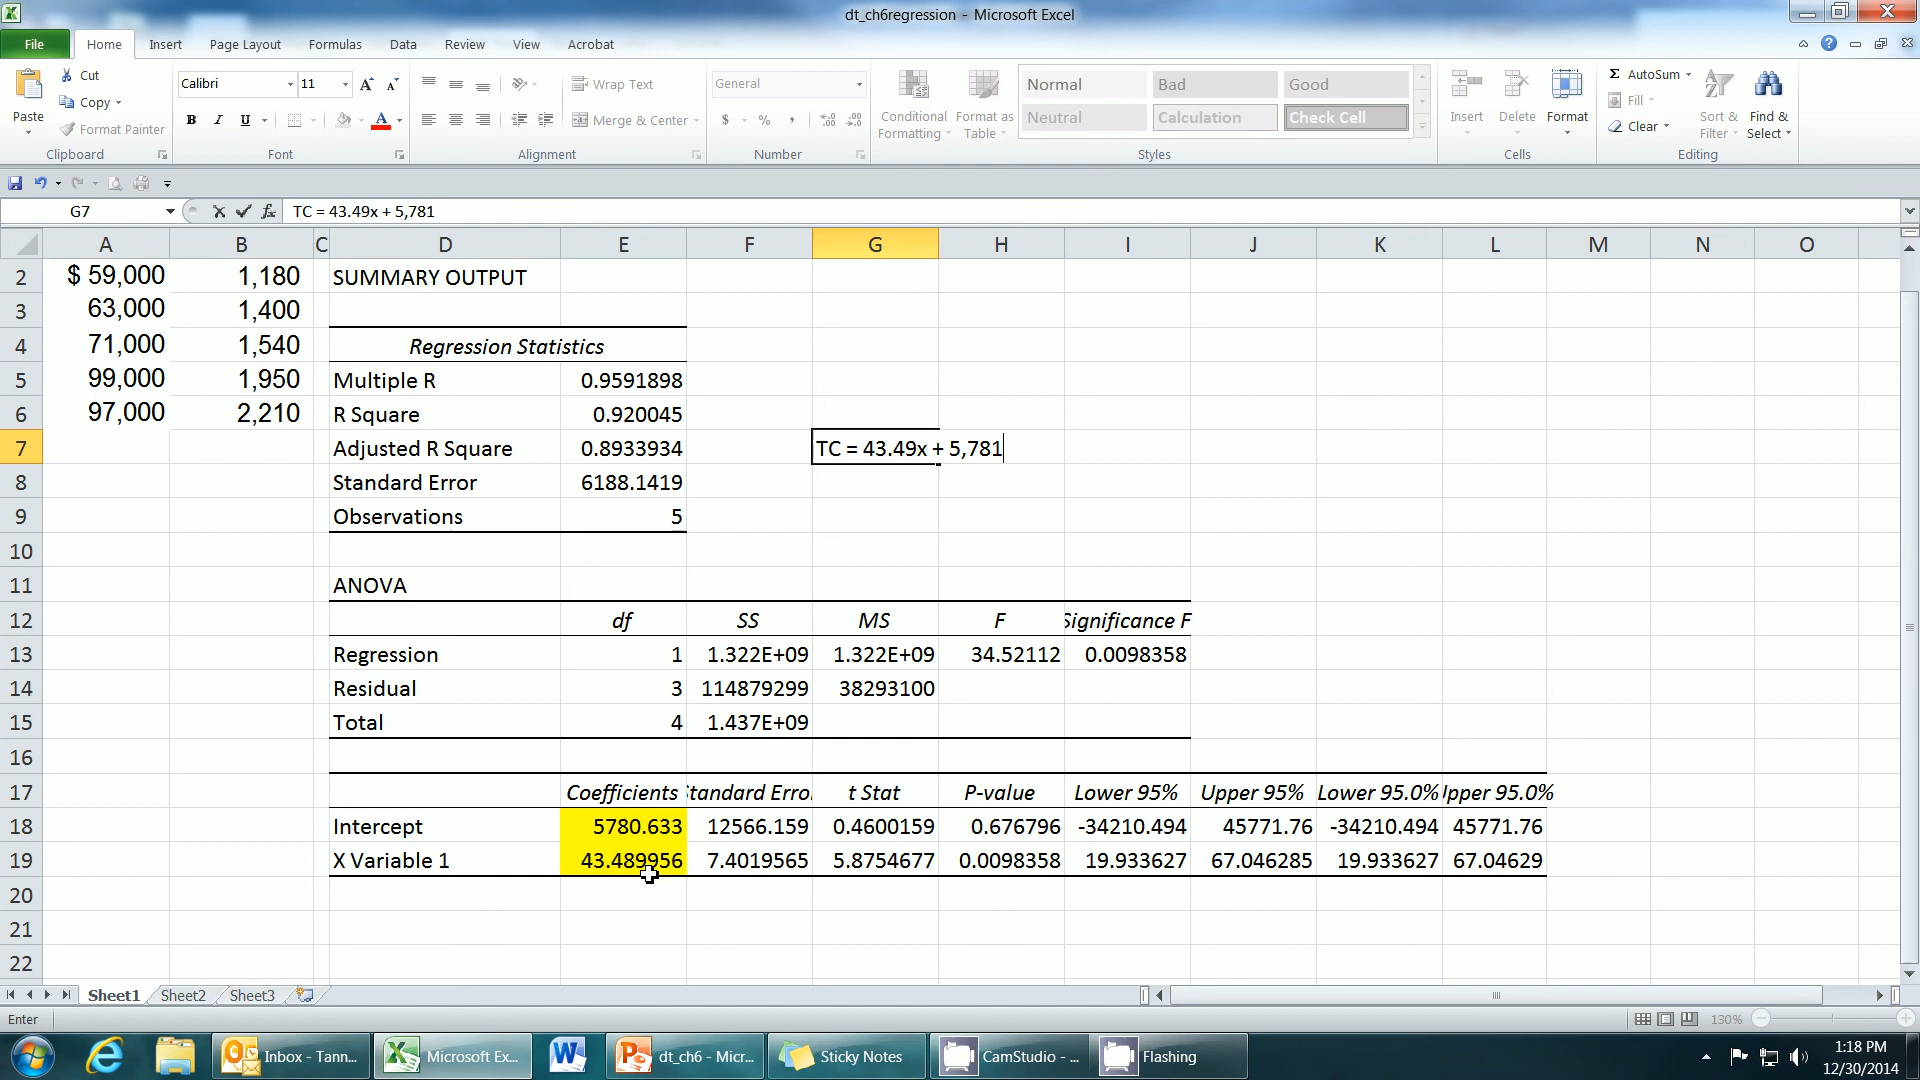 dt_ch6regression - Microsoft Excel
File Home Insert Page Layout Formulas Data Review View Acrobat
Paste
Cut
Copy
Format Painter
Clipboard
Calibri 11
B I U
Font
Wrap Text
Merge & Center
Alignment
General
$ % ,
Number
Conditional Formatting
Format as Table
Normal Bad Good
Neutral Calculation Check Cell
Styles
Insert Delete Format
Cells
AutoSum
Fill
Clear
Sort & Filter
Find & Select
Editing
G7 fx TC = 43.49x + 5,781
A B C D E F G H I J K L M N O
2 $ 59,000 1,180 SUMMARY OUTPUT
3 63,000 1,400
4 71,000 1,540 Regression Statistics
5 99,000 1,950 Multiple R 0.9591898
6 97,000 2,210 R Square 0.920045
7 Adjusted R Square 0.8933934 TC = 43.49x + 5,781
8 Standard Error 6188.1419
9 Observations 5
10
11 ANOVA
12 df SS MS F Significance F
13 Regression 1 1.322E+09 1.322E+09 34.52112 0.0098358
14 Residual 3 114879299 38293100
15 Total 4 1.437E+09
16
17 Coefficients Standard Error t Stat P-value Lower 95% Upper 95% Lower 95.0% Upper 95.0%
18 Intercept 5780.633 12566.159 0.4600159 0.676796 -34210.494 45771.76 -34210.494 45771.76
19 X Variable 1 43.489956 7.4019565 5.8754677 0.0098358 19.933627 67.046285 19.933627 67.04629
20
21
22
Sheet1 Sheet2 Sheet3
Enter 130%
Inbox - Tann... Microsoft Ex... dt_ch6 - Micr... Sticky Notes CamStudio - ... Flashing
1:18 PM
12/30/2014